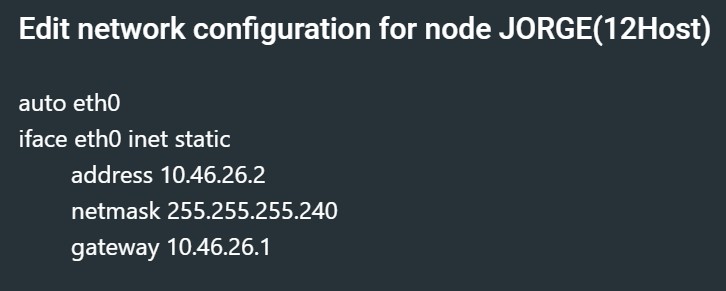 Edit network configuration for node JORGE(12Host)
auto eth0
iface eth0 inet static
address 10.46.26.2
netmask 255.255.255.240
gateway 10.46.26.1